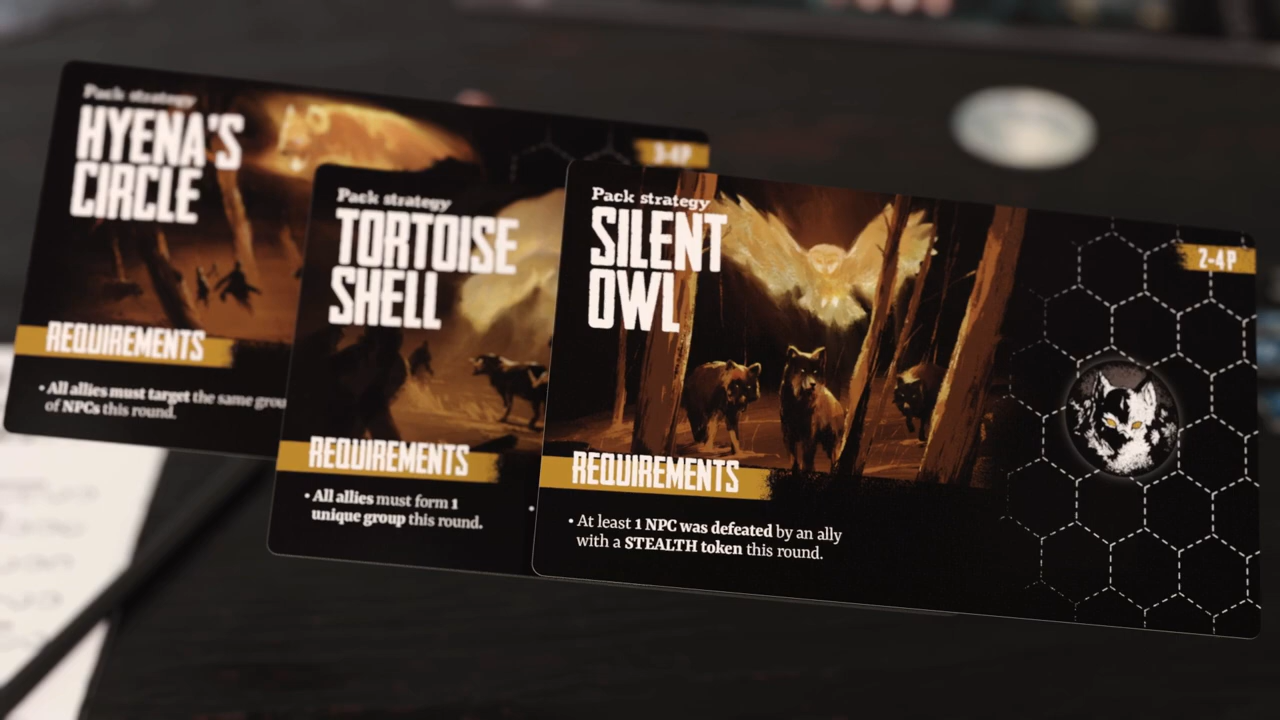 Pack strategy
HYENA'S
CIRCLE
3-4P
REQUIREMENTS
• All allies must target the same grou
of NPCs this round.
Pack strategy
TORTOISE
SHELL
REQUIREMENTS
• All allies must form 1
unique group this round.
Pack strategy
SILENT
OWL
2-4P
REQUIREMENTS
• At least 1 NPC was defeated by an ally
with a STEALTH token this round.